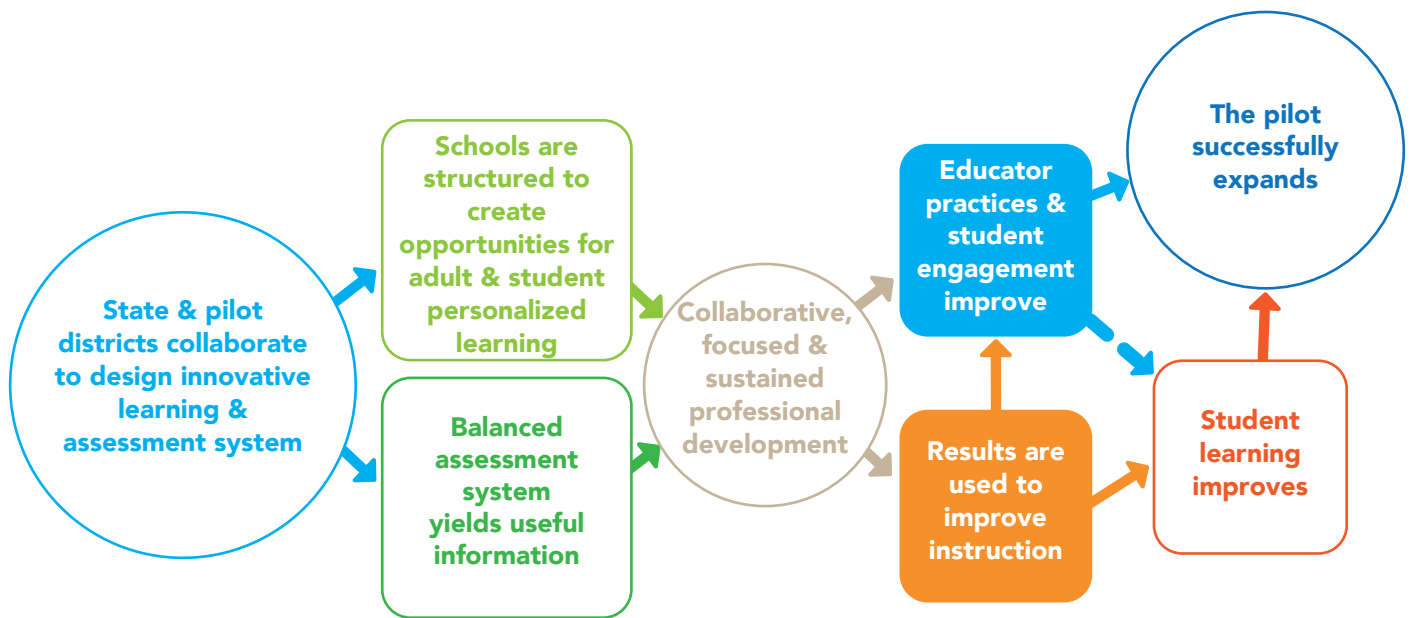 State & pilot
districts collaborate
to design innovative
learning &
assessment system
Schools are
structured to
create
opportunities for
adult & student
personalized
learning
Balanced
assessment
system
yields useful
information
Collaborative,
focused &
sustained
professional
development
Educator
practices &
student
engagement
improve
Results are
used to
improve
instruction
The pilot
successfully
expands
Student
learning
improves